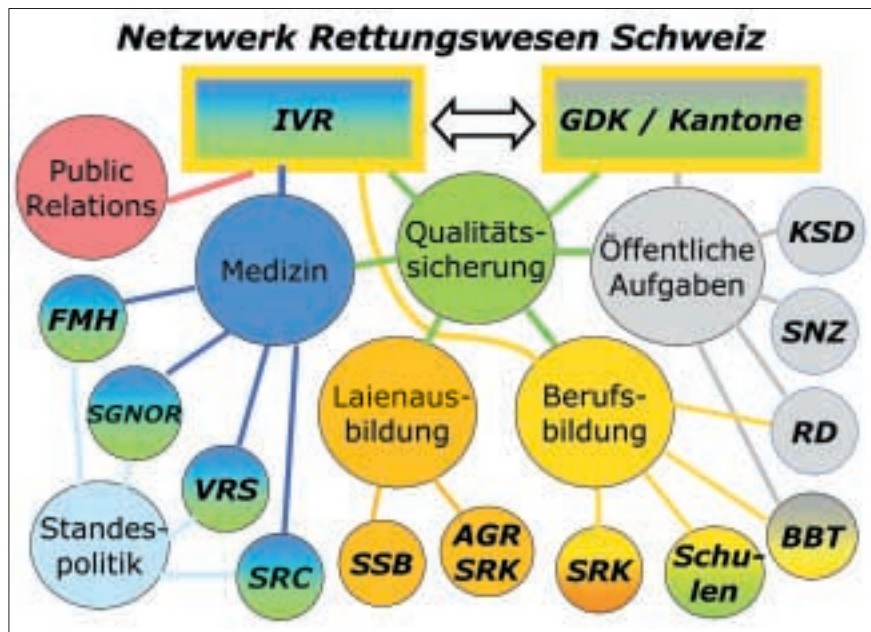 Netzwerk Rettungswesen Schweiz
IVR
GDK / Kantone
Public
Relations
Medizin
Qualitäts-
sicherung
Öffentliche
Aufgaben
KSD
FMH
SNZ
SGNOR
Laienaus-
bildung
Berufs-
bildung
RD
VRS
Standes-
politik
SRC
SSB
AGR
SRK
SRK
Schu-
len
BBT